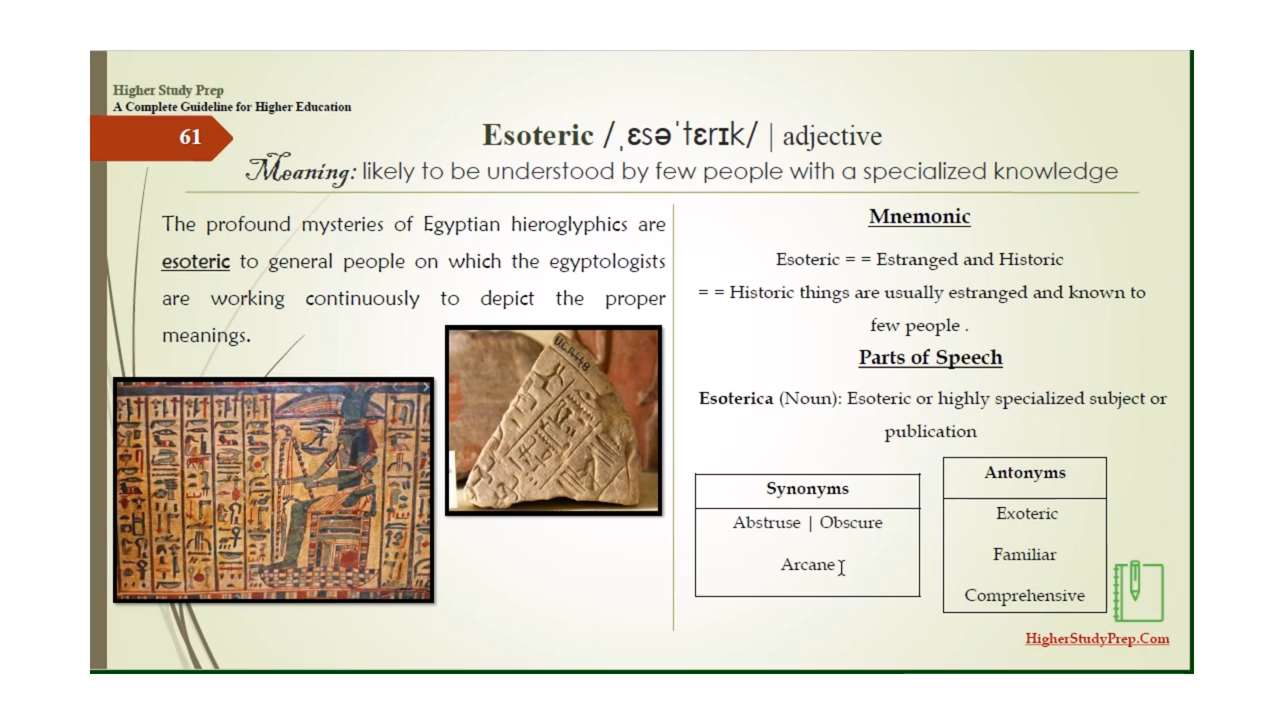 Higher Study Prep
A Complete Guideline for Higher Education
61
Esoteric /ˌɛsəˈtɛrɪk/ | adjective
Meaning: likely to be understood by few people with a specialized knowledge
The profound mysteries of Egyptian hieroglyphics are
esoteric to general people on which the egyptologists
are working continuously to depict the proper
meanings.
Mnemonic
Esoteric = = Estranged and Historic
= = Historic things are usually estranged and known to
few people .
Parts of Speech
Esoterica (Noun): Esoteric or highly specialized subject or
publication
Synonyms
Abstruse | Obscure
Arcane
Antonyms
Exoteric
Familiar
Comprehensive
HigherStudyPrep.Com